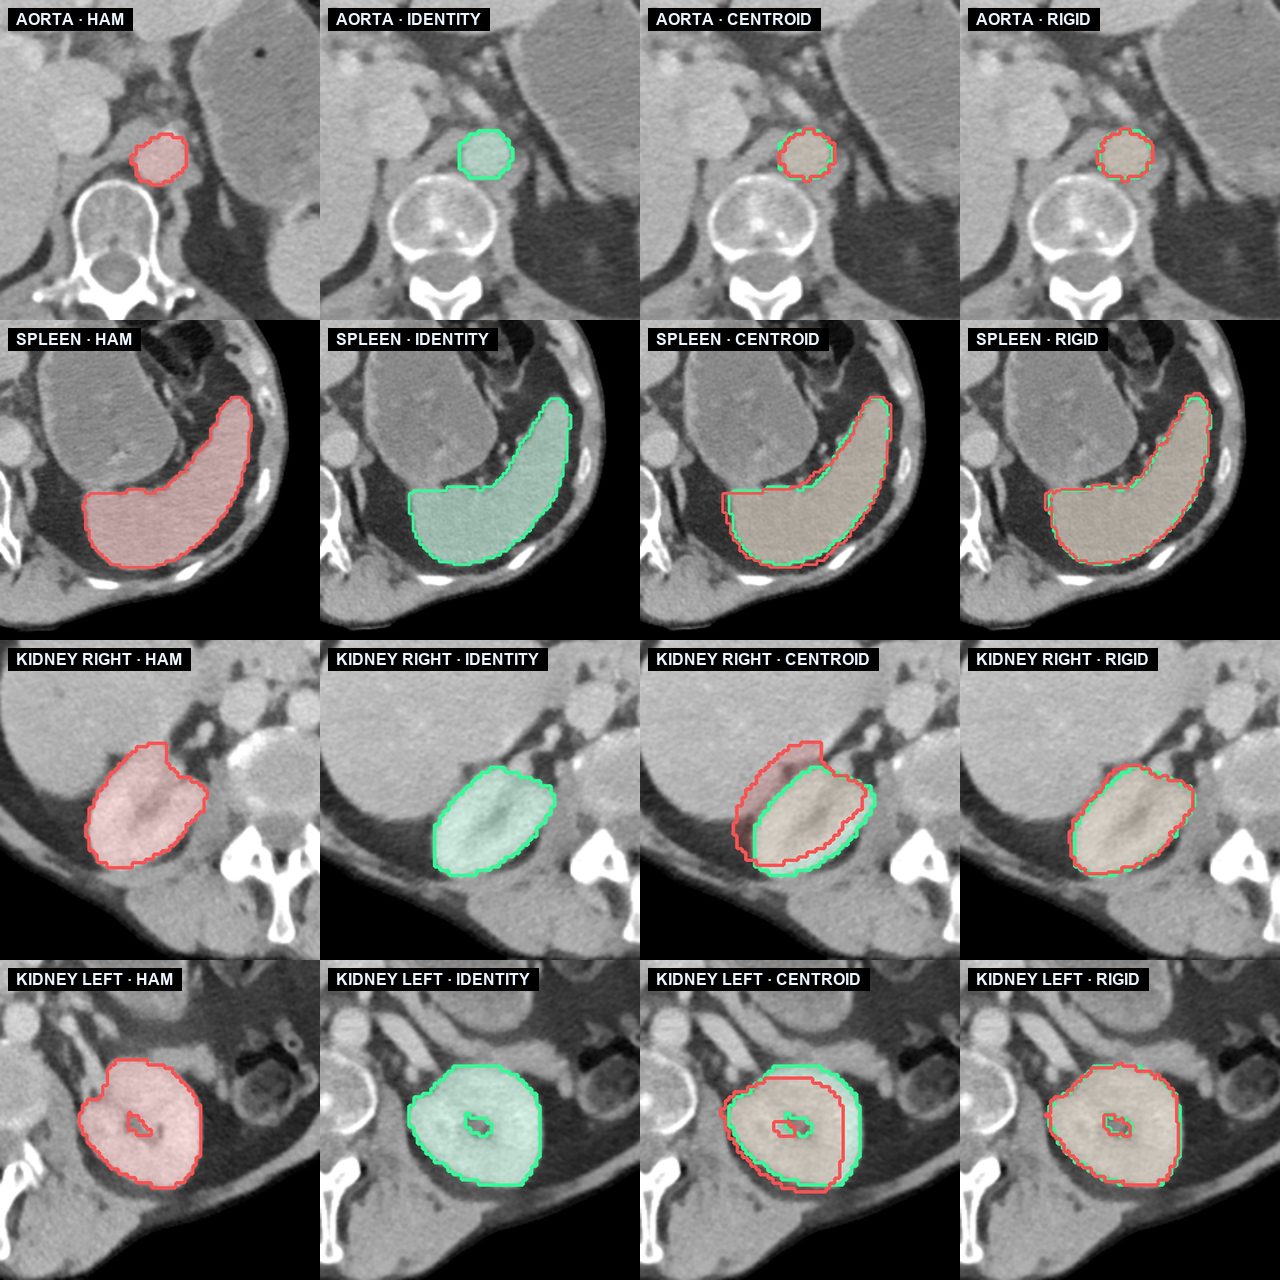 AORTA · HAM
AORTA · IDENTITY
AORTA · CENTROID
AORTA · RIGID
SPLEEN · HAM
SPLEEN · IDENTITY
SPLEEN · CENTROID
SPLEEN · RIGID
KIDNEY RIGHT · HAM
KIDNEY RIGHT · IDENTITY
KIDNEY RIGHT · CENTROID
KIDNEY RIGHT · RIGID
KIDNEY LEFT · HAM
KIDNEY LEFT · IDENTITY
KIDNEY LEFT · CENTROID
KIDNEY LEFT · RIGID